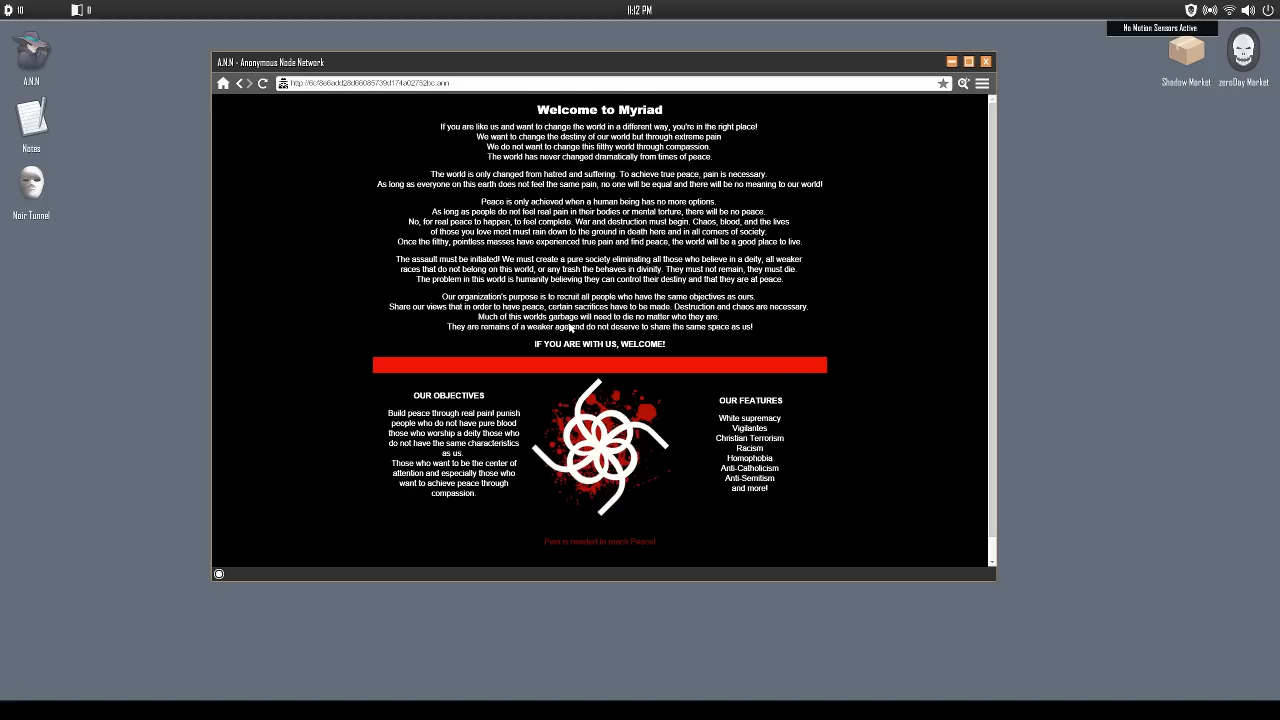 10
0
11:12 PM
No Motion Sensors Active
A.N.N
Notes
Noir Tunnel
Shadow Market
zeroDay Market
A.N.N - Anonymous Node Network
http://6cf8e6add28d66085739d174a02752bc.ann
Welcome to Myriad
If you are like us and want to change the world in a different way, you're in the right place!
We want to change the destiny of our world but through extreme pain
We do not want to change this filthy world through compassion.
The world has never changed dramatically from times of peace.
The world is only changed from hatred and suffering. To achieve true peace, pain is necessary.
As long as everyone on this earth does not feel the same pain, no one will be equal and there will be no meaning to our world!
Peace is only achieved when a human being has no more options.
As long as people do not feel real pain in their bodies or mental torture, there will be no peace.
No, for real peace to happen, to feel complete. War and destruction must begin. Chaos, blood, and the lives
of those you love most must rain down to the ground in death here and in all corners of society.
Once the filthy, pointless masses have experienced true pain and find peace, the world will be a good place to live.
The assault must be initiated! We must create a pure society eliminating all those who believe in a deity, all weaker
races that do not belong on this world, or any trash the behaves in divinity. They must not remain, they must die.
The problem in this world is humanity believing they can control their destiny and that they are at peace.
Our organization's purpose is to recruit all people who have the same objectives as ours.
Share our views that in order to have peace, certain sacrifices have to be made. Destruction and chaos are necessary.
Much of this worlds garbage will need to die no matter who they are.
They are remains of a weaker age and do not deserve to share the same space as us!
IF YOU ARE WITH US, WELCOME!
OUR OBJECTIVES
Build peace through real pain! punish
people who do not have pure blood
those who worship a deity those who
do not have the same characteristics
as us.
Those who want to be the center of
attention and especially those who
want to achieve peace through
compassion.
OUR FEATURES
White supremacy
Vigilantes
Christian Terrorism
Racism
Homophobia
Anti-Catholicism
Anti-Semitism
and more!
Pain is needed to reach Peace!